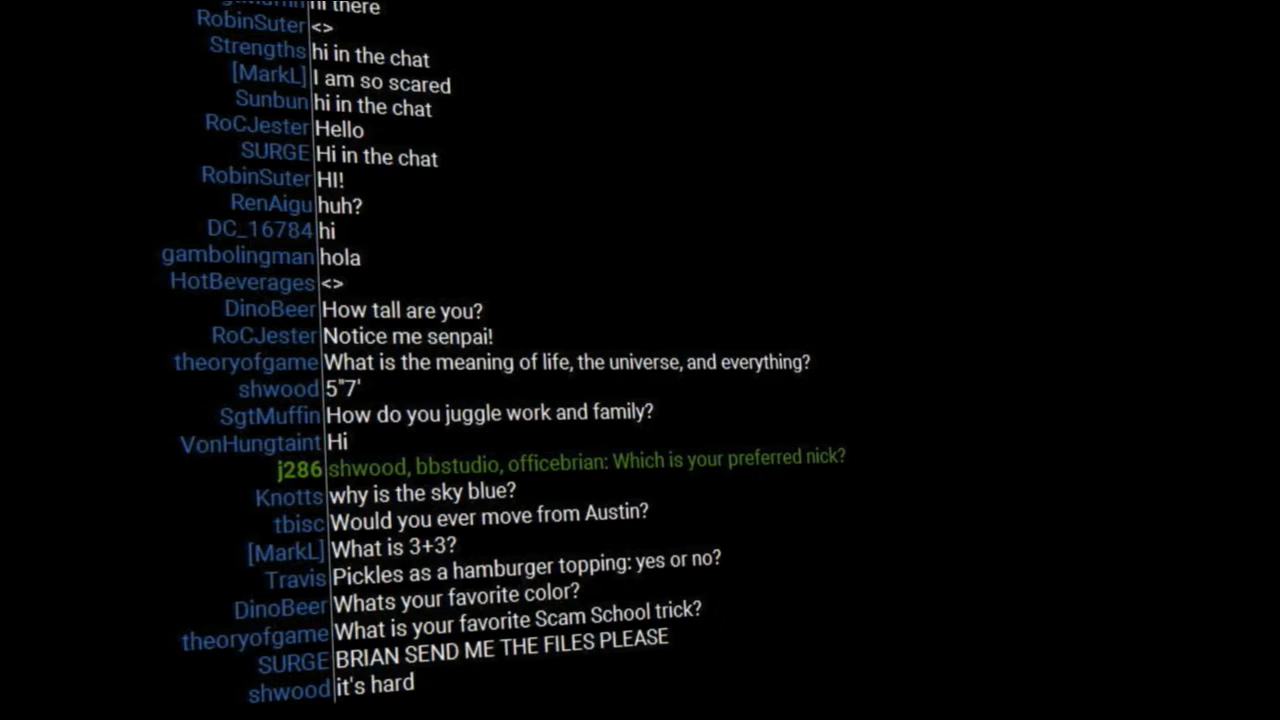 hi there
RobinSuter <>
Strengths hi in the chat
[MarkL] I am so scared
Sunbun hi in the chat
RoCJester Hello
SURGE Hi in the chat
RobinSuter HI!
RenAigu huh?
DC_16784 hi
gambolingman hola
HotBeverages <>
DinoBeer How tall are you?
RoCJester Notice me senpai!
theoryofgame What is the meaning of life, the universe, and everything?
shwood 5"7'
SgtMuffin How do you juggle work and family?
VonHungtaint Hi
j286 shwood, bbstudio, officebrian: Which is your preferred nick?
Knotts why is the sky blue?
tbisc Would you ever move from Austin?
[MarkL] What is 3+3?
Travis Pickles as a hamburger topping: yes or no?
DinoBeer Whats your favorite color?
theoryofgame What is your favorite Scam School trick?
SURGE BRIAN SEND ME THE FILES PLEASE
shwood it's hard